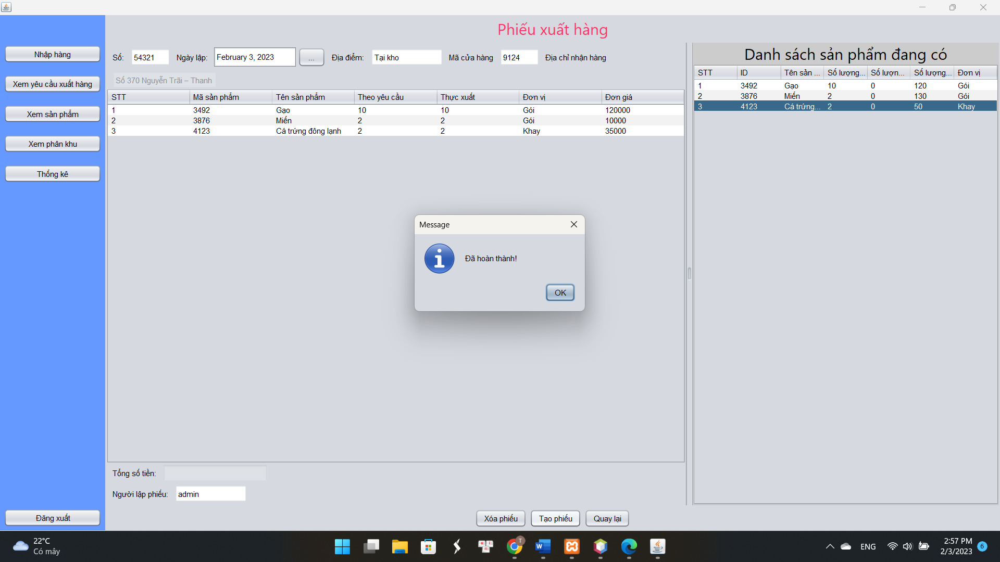 Phiếu xuất hàng
Nhập hàng
Xem yêu cầu xuất hàng
Xem sản phẩm
Xem phân khu
Thống kê
Đăng xuất
Số: 54321 Ngày lập: February 3, 2023 ... Địa điểm: Tại kho Mã cửa hàng 9124 Địa chỉ nhận hàng
Số 370 Nguyễn Trãi – Thanh
STT Mã sản phẩm Tên sản phẩm Theo yêu cầu Thực xuất Đơn vị Đơn giá
1 3492 Gạo 10 10 Gói 120000
2 3876 Miến 2 2 Gói 10000
3 4123 Cá trứng đông lạnh 2 2 Khay 35000
Danh sách sản phẩm đang có
STT ID Tên sản ... Số lượng... Số lượn... Số lượng... Đơn vị
1 3492 Gạo 10 0 120 Gói
2 3876 Miến 2 0 130 Gói
3 4123 Cá trứng... 2 0 50 Khay
Message
Đã hoàn thành!
OK
Tổng số tiền:
Người lập phiếu: admin
Xóa phiếu Tạo phiếu Quay lại
22°C
Có mây
ENG
2:57 PM
2/3/2023
6